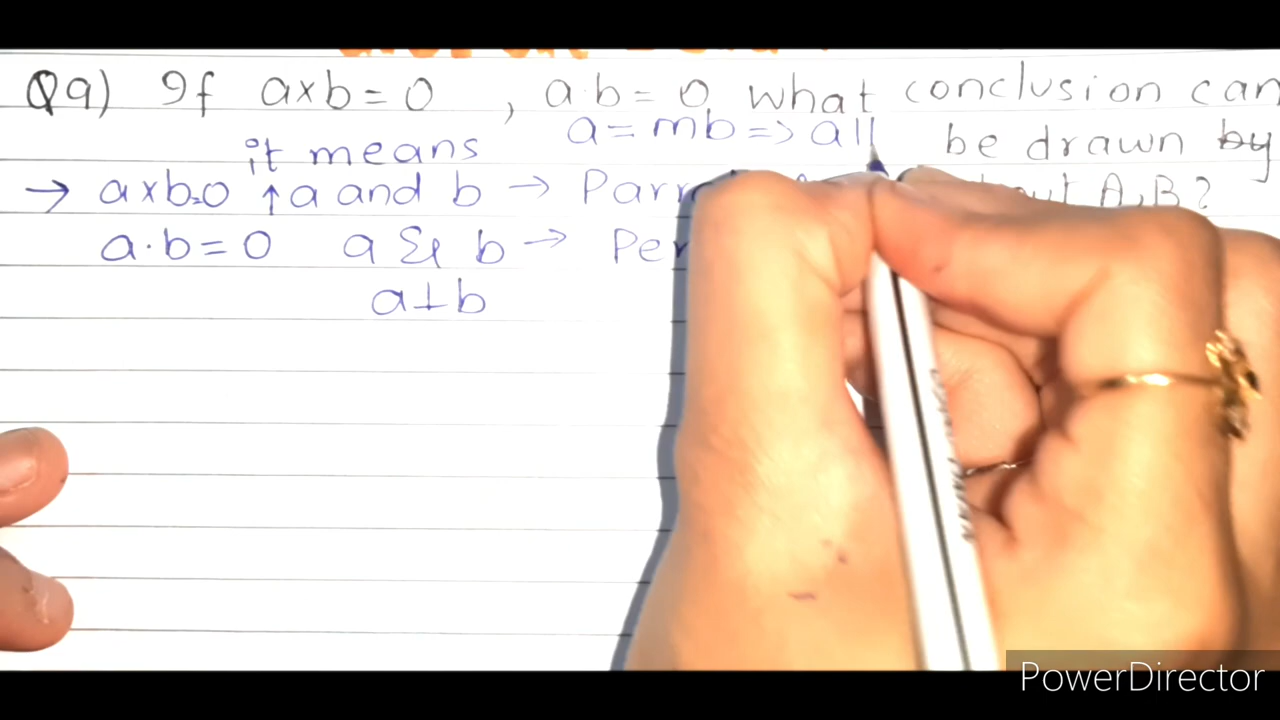 Q9) If a×b=0 , a·b=0 what conclusion can
a=mb=> all be drawn by
it means
→ a×b=0 ↑ a and b → Parr A,B?
a·b=0 a & b → Per
a⊥b
PowerDirector